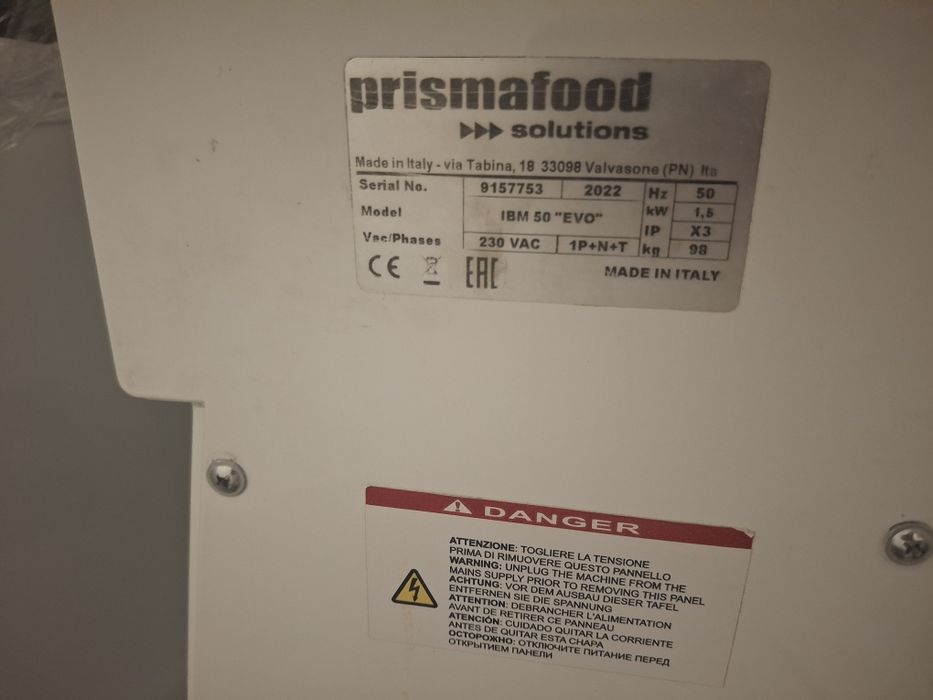 prismafood
solutions
Made in Italy - via Tabina, 18 33098 Valvasone (PN) Ita
Serial No. 9157753 2022 Hz 50
Model IBM 50 "EVO" kW 1,5
IP X3
Vac/Phases 230 VAC 1P+N+T kg 98
CE EAC MADE IN ITALY
DANGER
ATTENZIONE: TOGLIERE LA TENSIONE
PRIMA DI RIMUOVERE QUESTO PANNELLO
WARNING: UNPLUG THE MACHINE FROM THE
MAINS SUPPLY PRIOR TO REMOVING THIS PANEL
ACHTUNG: VOR DEM AUSBAU DIESER TAFEL
ENTFERNEN SIE DIE SPANNUNG
ATTENTION: DEBRANCHER L'ALIMENTATION
AVANT DE RETIRER CE PANNEAU
ATENCIÓN: CUIDADO QUITAR LA CORRIENTE
ANTES DE QUITAR ESTA CHAPA
ОСТОРОЖНО: ОТКЛЮЧИТЕ ПИТАНИЕ ПЕРЕД
ОТКРЫТИЕМ ПАНЕЛИ